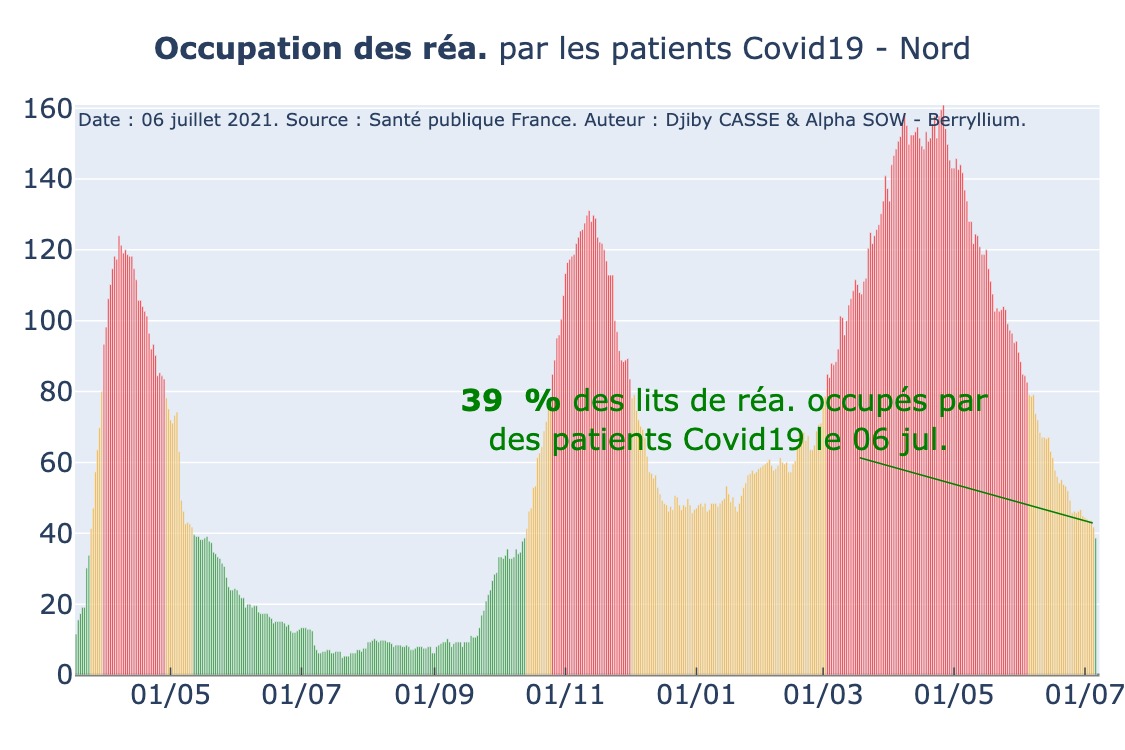 Occupation des réa. par les patients Covid19 - Nord
Date : 06 juillet 2021. Source : Santé publique France. Auteur : Djiby CASSE & Alpha SOW - Berryllium.
160
140
120
100
80
60
40
20
0
39 % des lits de réa. occupés par
des patients Covid19 le 06 jul.
01/05 01/07 01/09 01/11 01/01 01/03 01/05 01/07